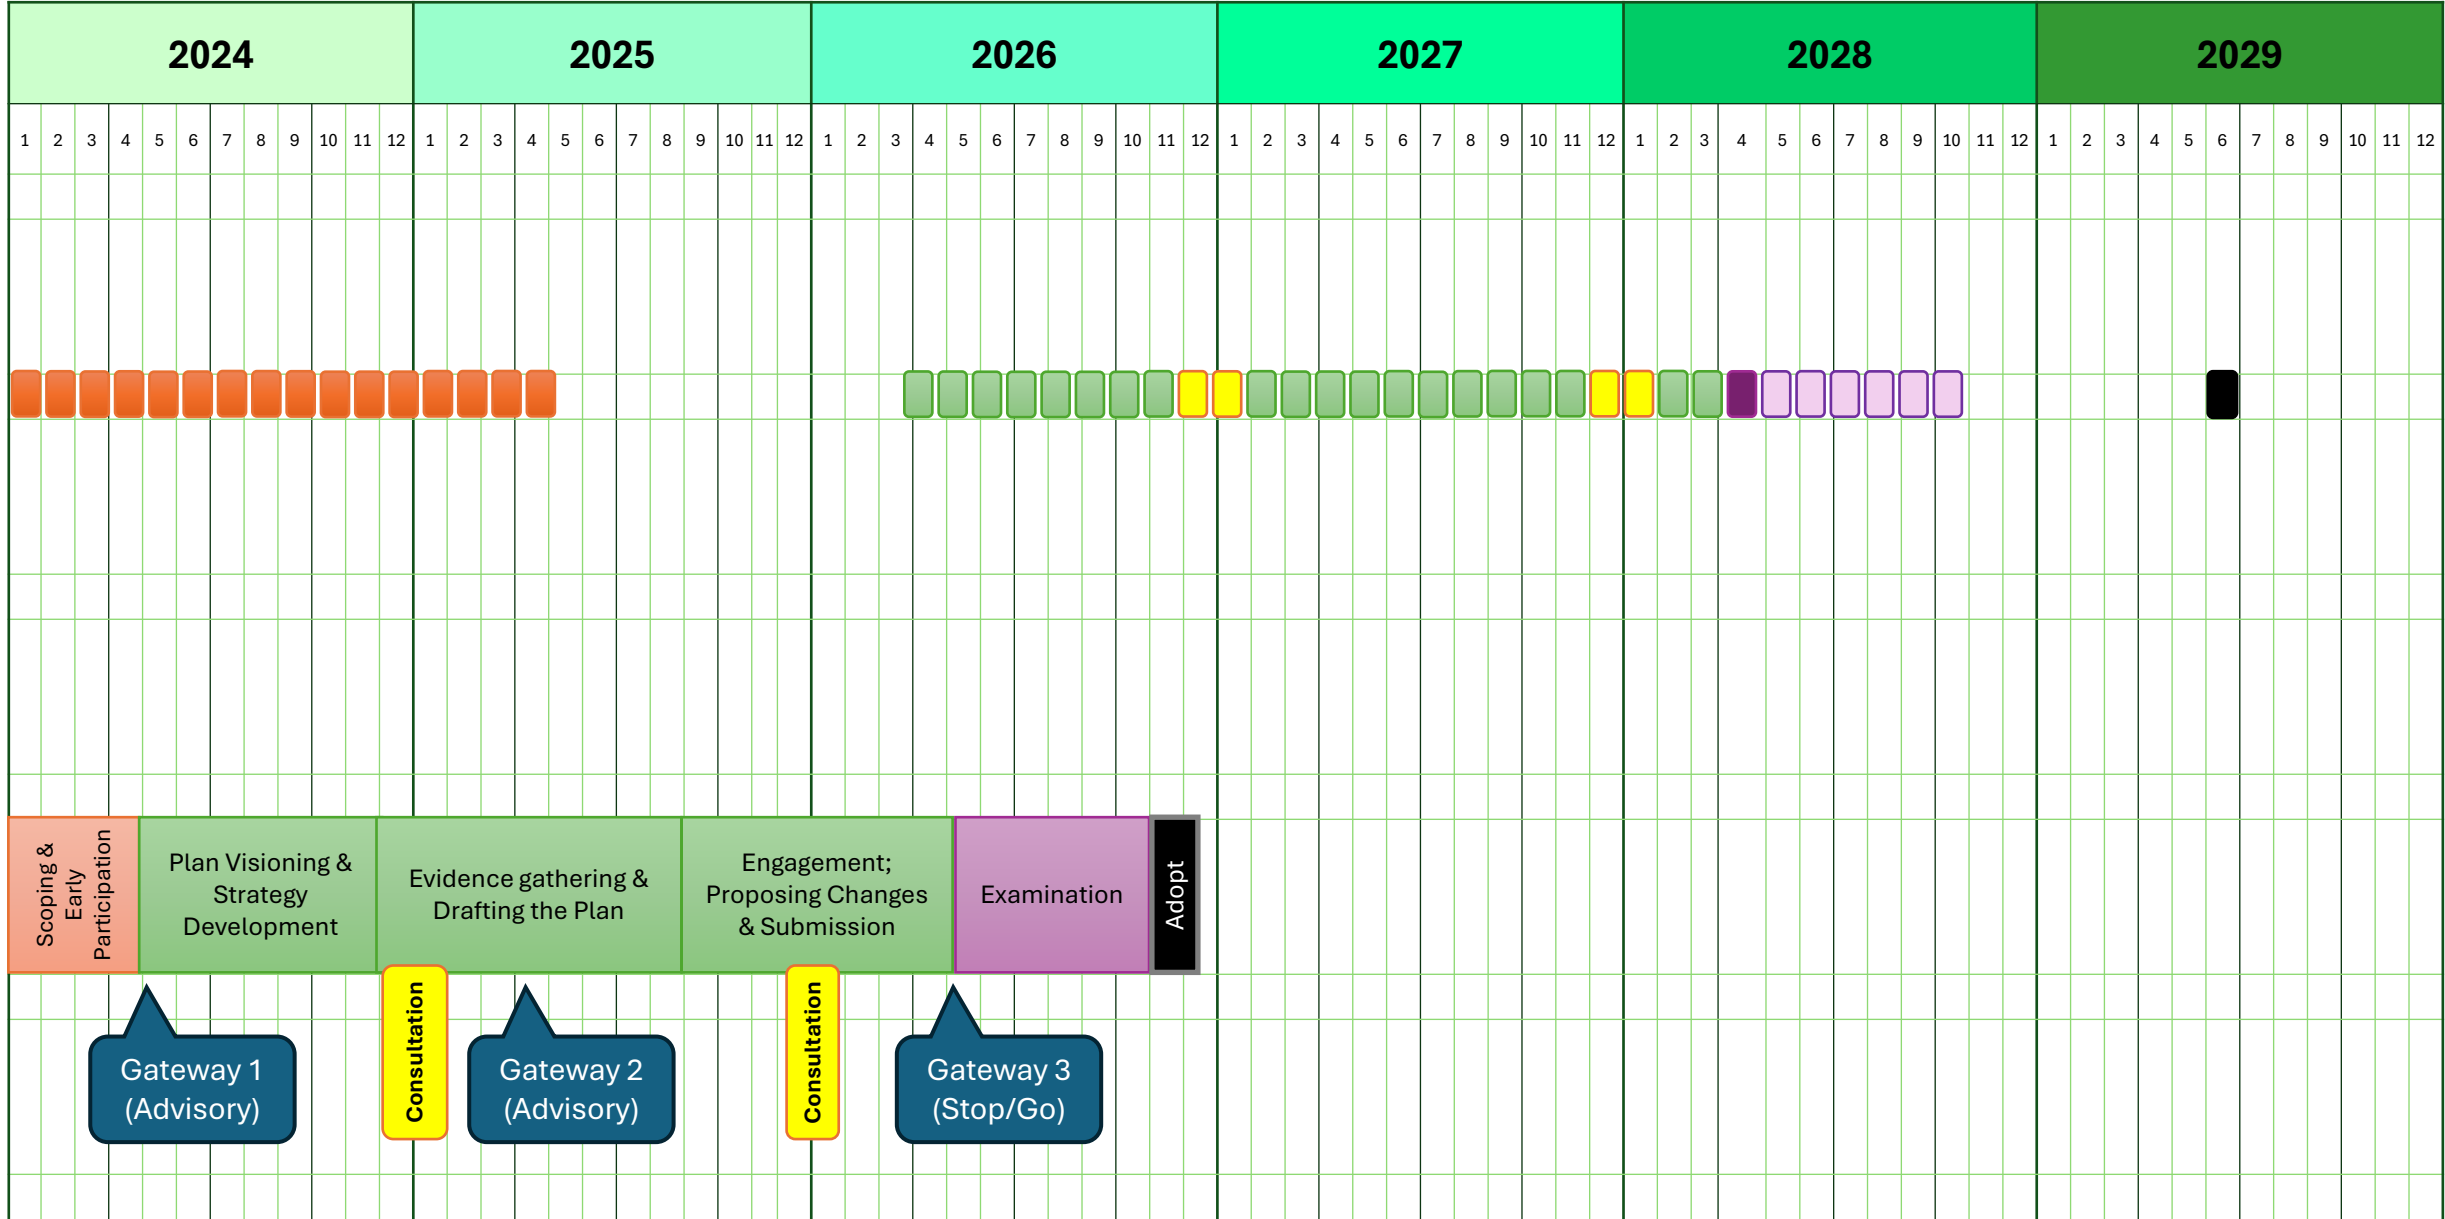 2024 2025 2026 2027 2028 2029
1 2 3 4 5 6 7 8 9 10 11 12 1 2 3 4 5 6 7 8 9 10 11 12 1 2 3 4 5 6 7 8 9 10 11 12 1 2 3 4 5 6 7 8 9 10 11 12 1 2 3 4 5 6 7 8 9 10 11 12 1 2 3 4 5 6 7 8 9 10 11 12
Scoping &
Early
Participation
Plan Visioning &
Strategy
Development
Evidence gathering &
Drafting the Plan
Engagement;
Proposing Changes
& Submission
Examination
Adopt
Gateway 1
(Advisory)
Consultation
Gateway 2
(Advisory)
Consultation
Gateway 3
(Stop/Go)